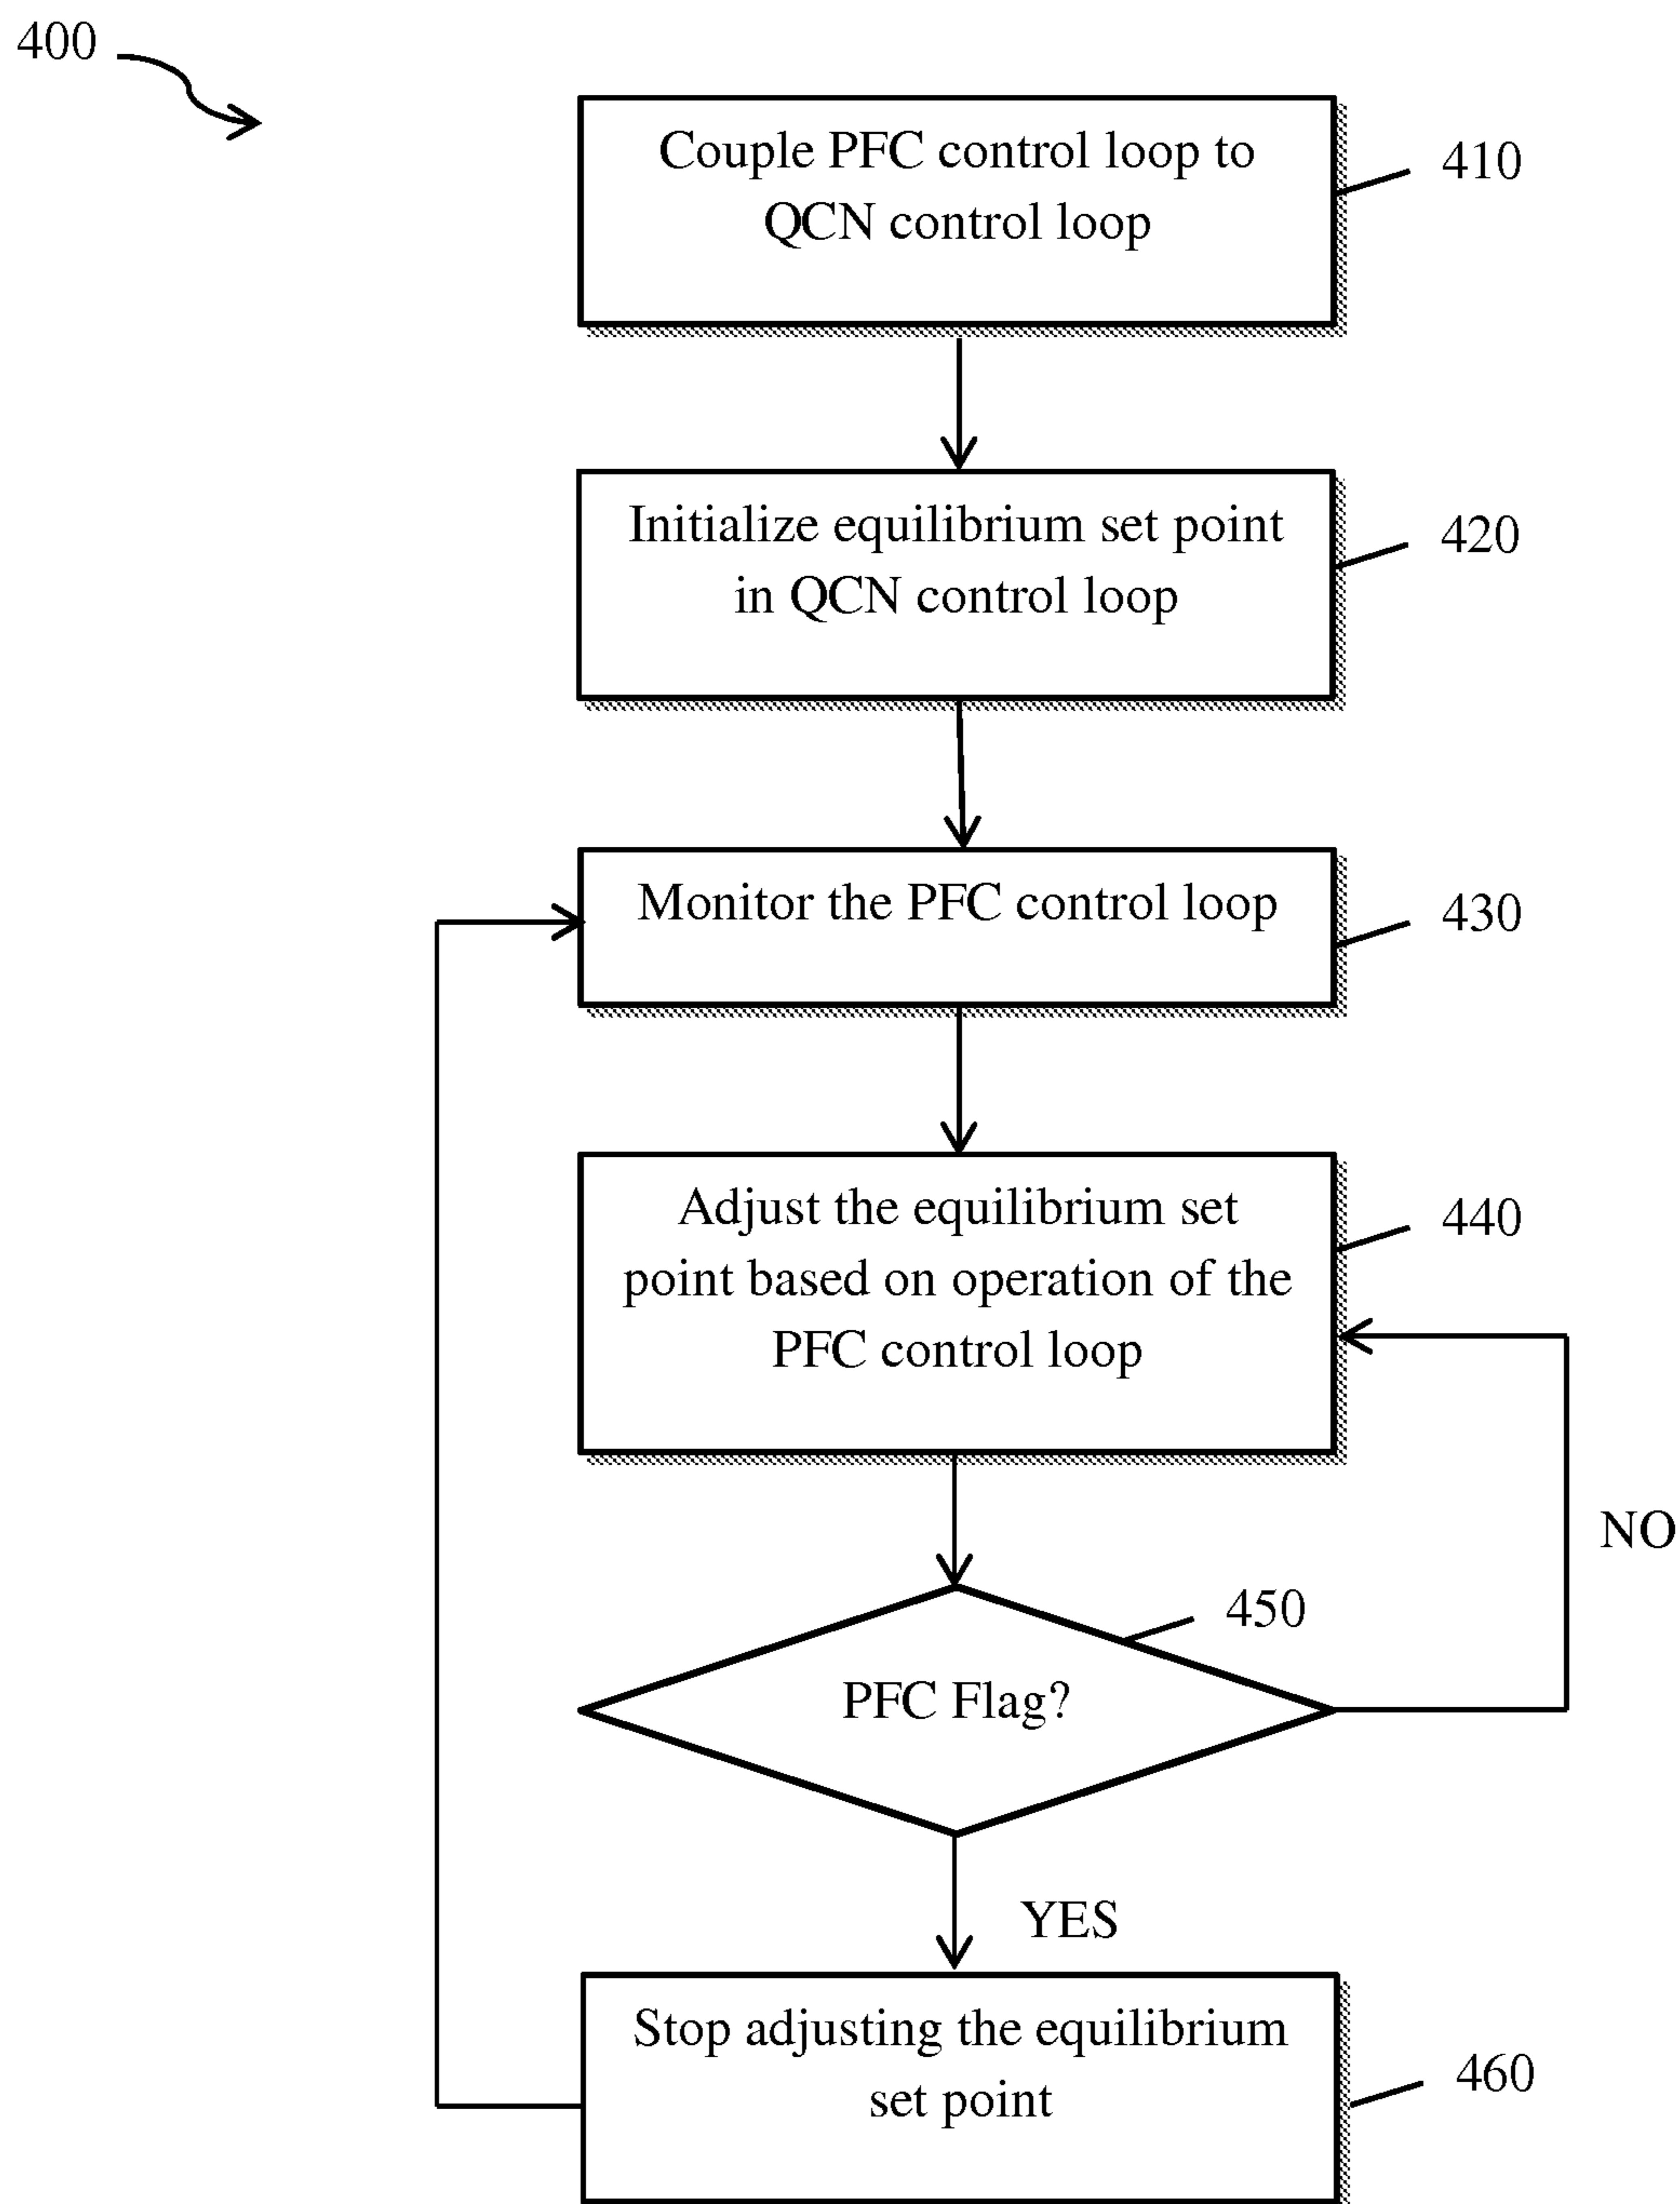 400
Couple PFC control loop to
QCN control loop
410
Initialize equilibrium set point
in QCN control loop
420
Monitor the PFC control loop
430
Adjust the equilibrium set
point based on operation of the
PFC control loop
440
NO
450
PFC Flag?
YES
Stop adjusting the equilibrium
set point
460